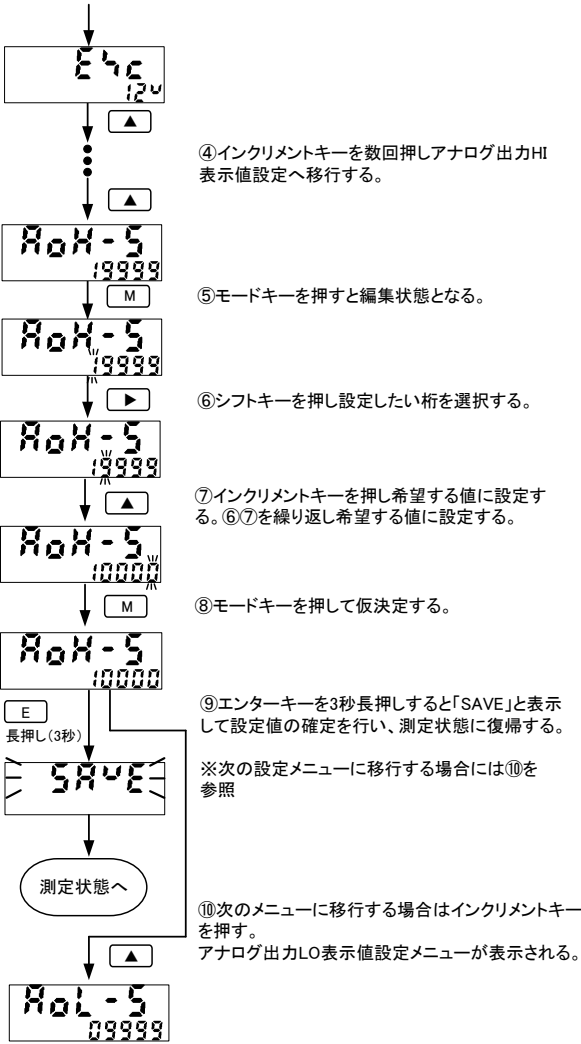 Exc
12V
▲
④インクリメントキーを数回押しアナログ出力HI
表示値設定へ移行する。
▲
AoH-S
19999
M
⑤モードキーを押すと編集状態となる。
AoH-S
19999
▶
⑥シフトキーを押し設定したい桁を選択する。
AoH-S
19999
▲
⑦インクリメントキーを押し希望する値に設定す
る。⑥⑦を繰り返し希望する値に設定する。
AoH-S
10000
M
⑧モードキーを押して仮決定する。
AoH-S
10000
E
長押し(3秒)
⑨エンターキーを3秒長押しすると「SAVE」と表示
して設定値の確定を行い、測定状態に復帰する。
SAVE
※次の設定メニューに移行する場合には⑩を
参照
測定状態へ
⑩次のメニューに移行する場合はインクリメントキー
を押す。
アナログ出力LO表示値設定メニューが表示される。
▲
AoL-S
09999